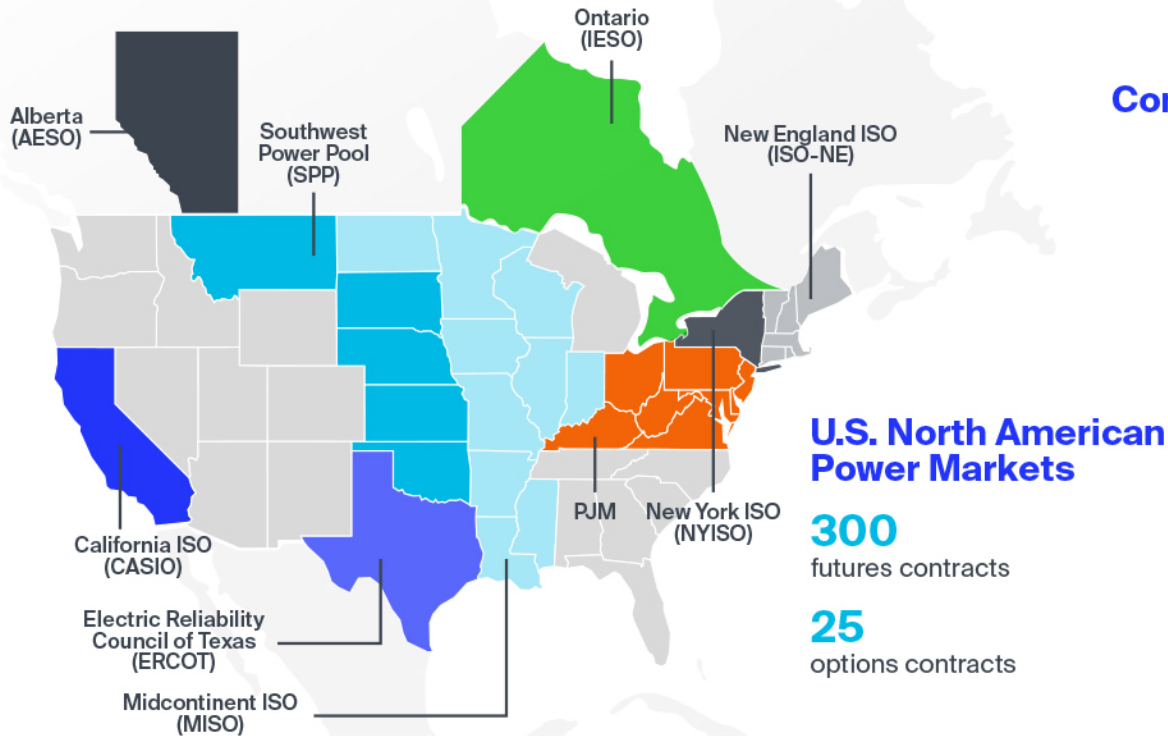 Ontario
(IESO)
Cor
Alberta
(AESO)
Southwest
Power Pool
(SPP)
New England ISO
(ISO-NE)
U.S. North American
Power Markets
PJM
New York ISO
(NYISO)
300
futures contracts
California ISO
(CASIO)
Electric Reliability
Council of Texas
(ERCOT)
25
options contracts
Midcontinent ISO
(MISO)